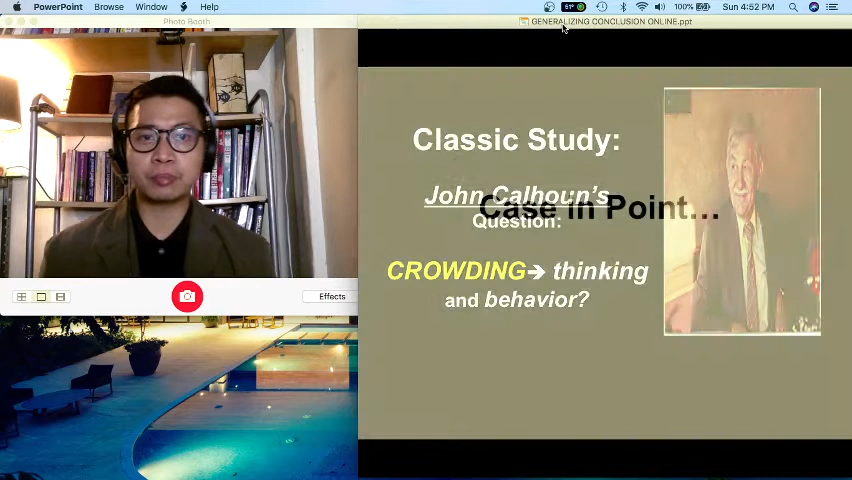 PowerPoint Browse Window Help 61° 100% Sun 4:52 PM
Photo Booth
GENERALIZING CONCLUSION ONLINE.ppt
Classic Study:
John Calhoun's
Case in Point...
Question:
CROWDING➔ thinking
and behavior?
Effects